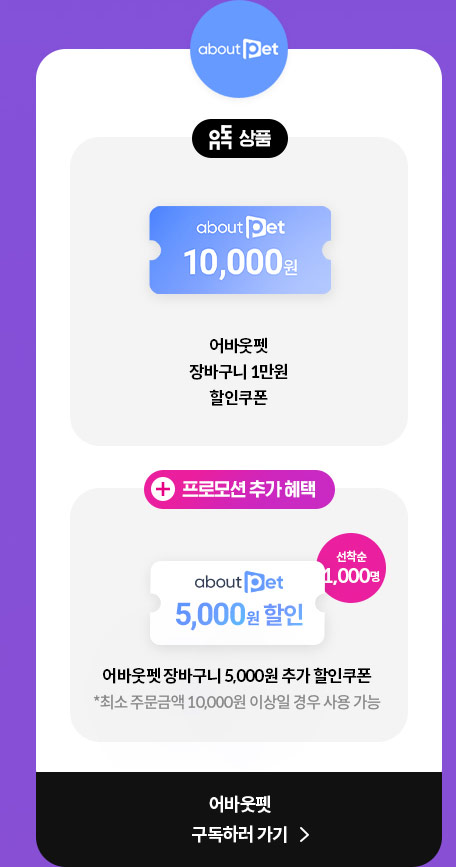 about Pet
유독 상품
about Pet
10,000원
어바웃펫
장바구니 1만원
할인쿠폰
프로모션 추가 혜택
선착순
1,000명
about Pet
5,000원 할인
어바웃펫 장바구니 5,000원 추가 할인쿠폰
*최소 주문금액 10,000원 이상일 경우 사용 가능
어바웃펫
구독하러 가기 >